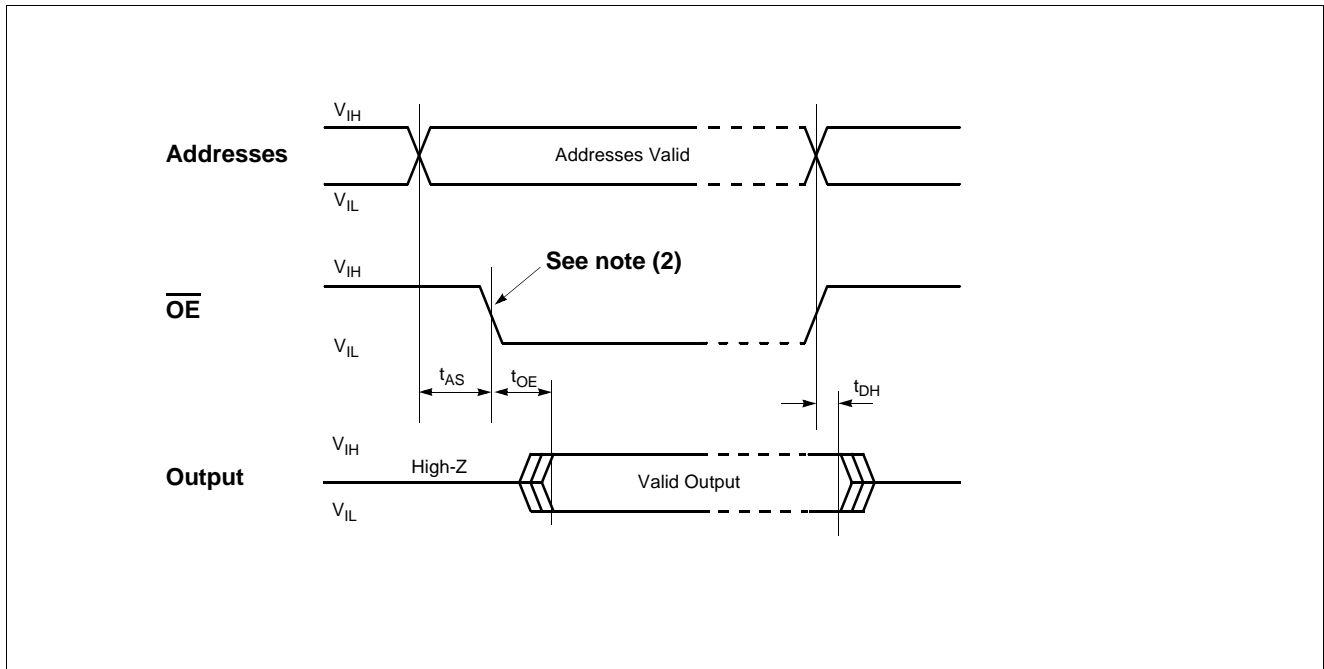 V_IH
Addresses
Addresses Valid
V_IL
See note (2)
V_IH
OE
V_IL
t_AS
t_OE
t_DH
V_IH
High-Z
Output
Valid Output
V_IL